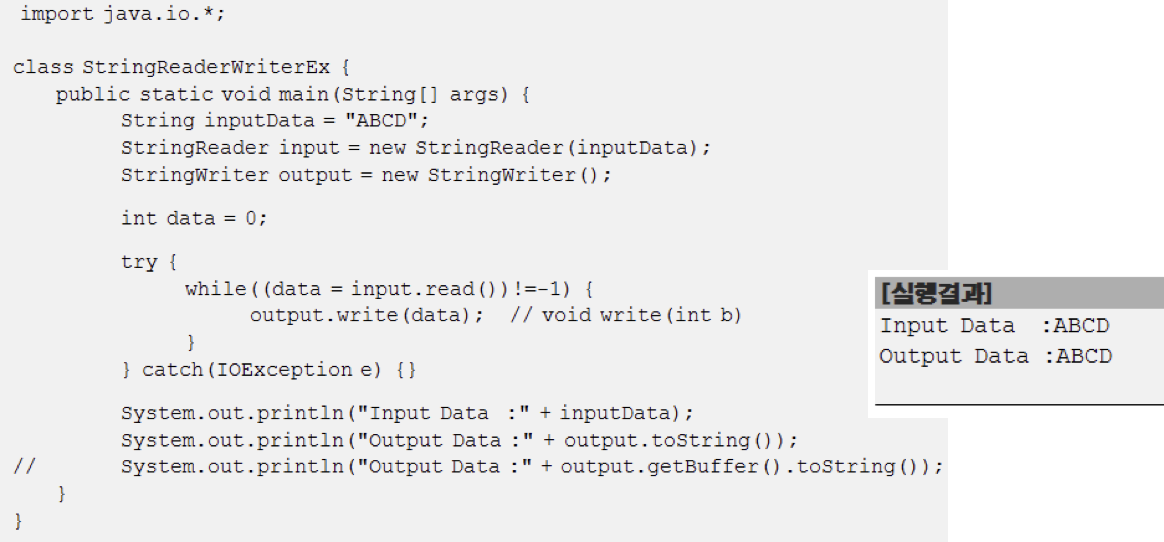 import java.io.*;
class StringReaderWriterEx {
public static void main(String[] args) {
String inputData = "ABCD";
StringReader input = new StringReader(inputData);
StringWriter output = new StringWriter();
int data = 0;
try {
while((data = input.read())!=-1) {
output.write(data); // void write(int b)
}
} catch(IOException e) {}
System.out.println("Input Data  :" + inputData);
System.out.println("Output Data :" + output.toString());
// System.out.println("Output Data :" + output.getBuffer().toString());
}
}
[실행결과]
Input Data  :ABCD
Output Data :ABCD